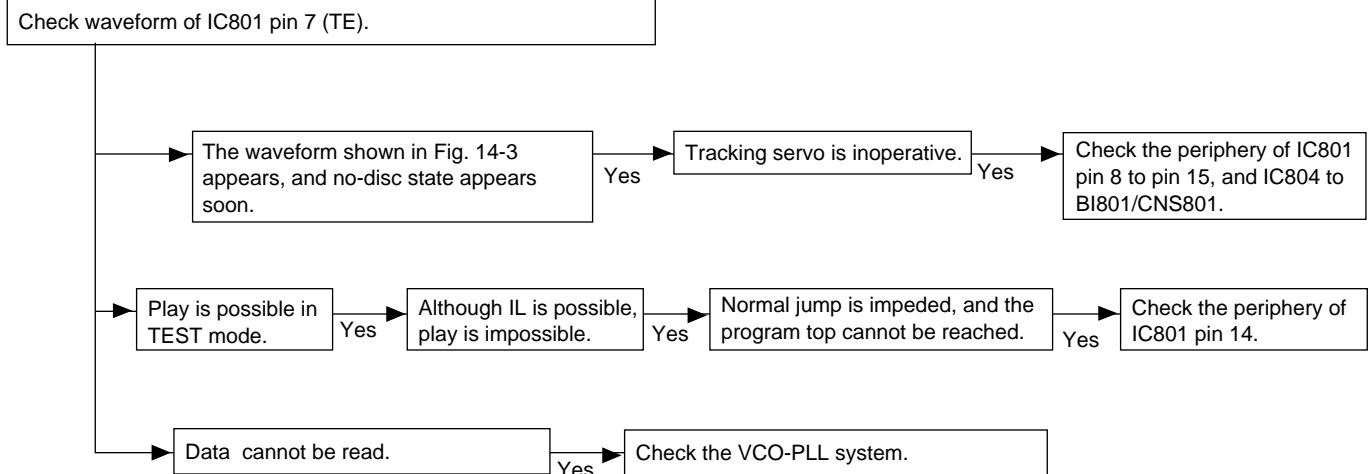 Check waveform of IC801 pin 7 (TE).
The waveform shown in Fig. 14-3
appears, and no-disc state appears
soon.
Yes
Tracking servo is inoperative.
Yes
Check the periphery of IC801
pin 8 to pin 15, and IC804 to
BI801/CNS801.
Play is possible in
TEST mode.
Yes
Although IL is possible,
play is impossible.
Yes
Normal jump is impeded, and the
program top cannot be reached.
Yes
Check the periphery of
IC801 pin 14.
Data cannot be read.
Yes
Check the VCO-PLL system.